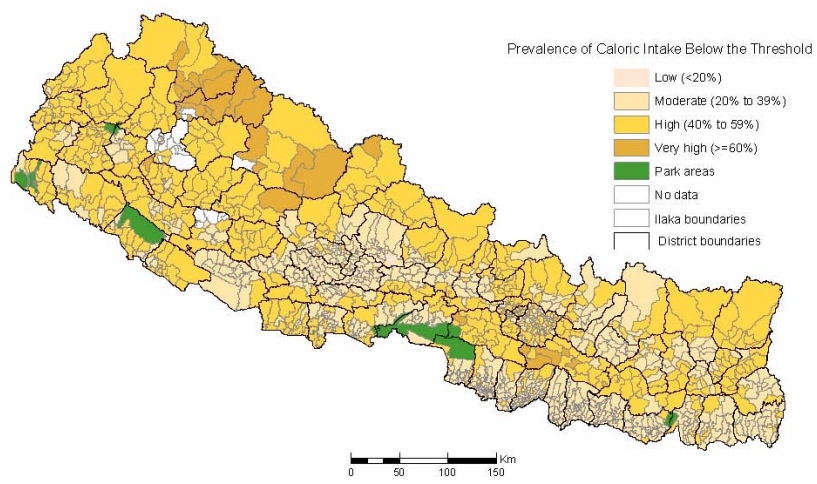 Prevalence of Caloric Intake Below the Threshold
Low (<20%)
Moderate (20% to 39%)
High (40% to 59%)
Very high (>=60%)
Park areas
No data
Ilaka boundaries
District boundaries
Km
0 50 100 150